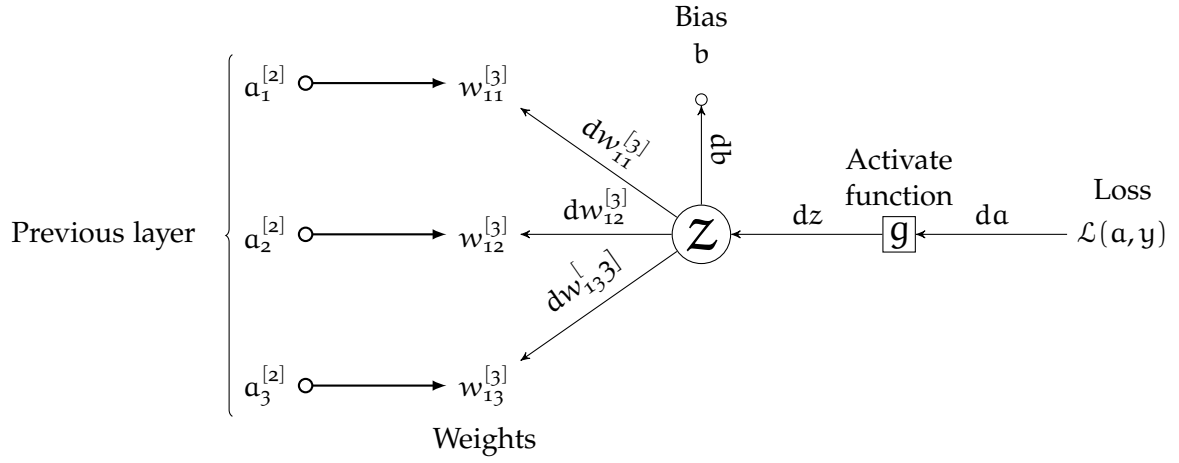 Bias
b
a₁^[2]
w₁₁^[3]
dw₁₁^[3]
db
Activate
function
Loss
Previous layer
a₂^[2]
w₁₂^[3]
dw₁₂^[3]
z
dz
g
da
ℒ(a, y)
dw₁₃^[3]
a₃^[2]
w₁₃^[3]
Weights